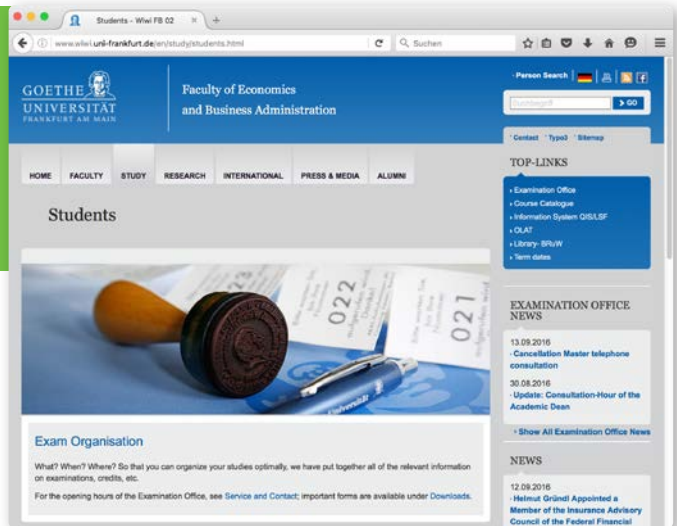 Students - Wiwi FB 02
www.wiwi.uni-frankfurt.de/en/study/students.html
Suchen
GOETHE
UNIVERSITÄT
FRANKFURT AM MAIN
Faculty of Economics
and Business Administration
Person Search
Suchbegriff
GO
Contact Typo3 Sitemap
HOME FACULTY STUDY RESEARCH INTERNATIONAL PRESS & MEDIA ALUMNI
Students
TOP-LINKS
Examination Office
Course Catalogue
Information System QIS/LSF
OLAT
Library- BRuW
Term dates
022
021
Exam Organisation
What? When? Where? So that you can organize your studies optimally, we have put together all of the relevant information
on examinations, credits, etc.
For the opening hours of the Examination Office, see Service and Contact; important forms are available under Downloads.
EXAMINATION OFFICE
NEWS
13.09.2016
Cancellation Master telephone
consultation
30.08.2016
Update: Consultation-Hour of the
Academic Dean
Show All Examination Office News
NEWS
12.09.2016
Helmut Gründl Appointed a
Member of the Insurance Advisory
Council of the Federal Financial